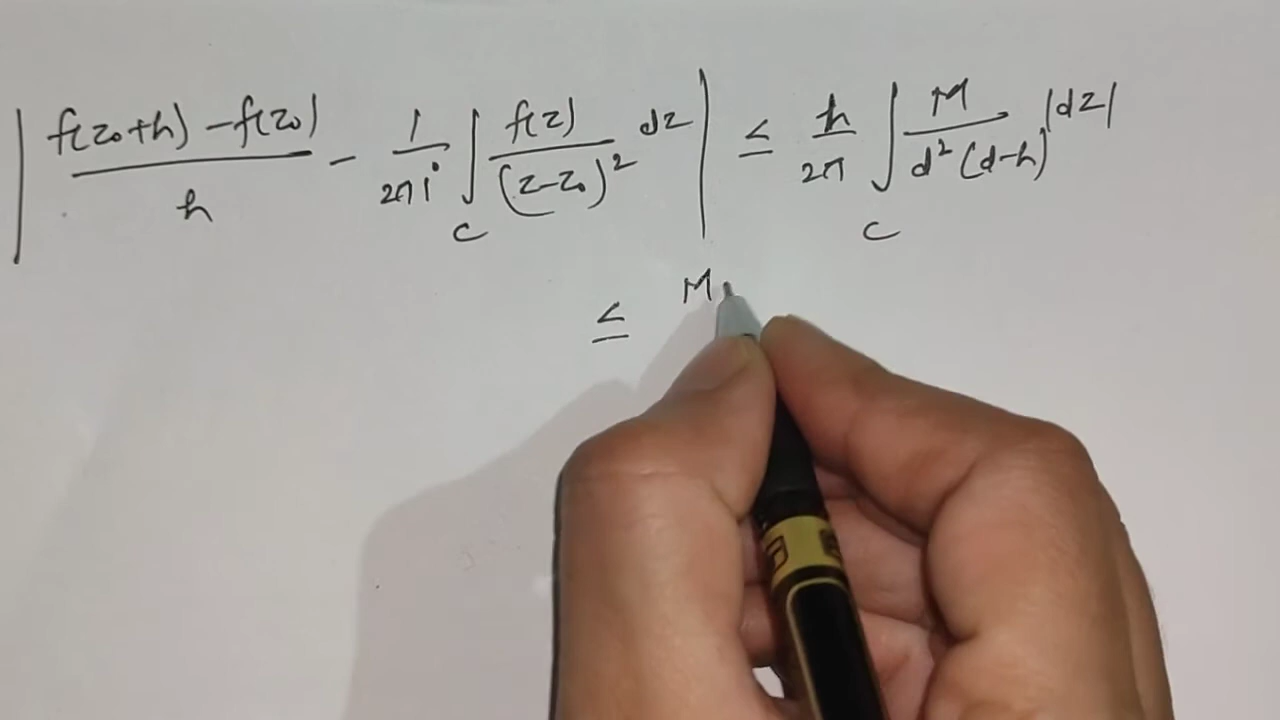 | f(z₀+h) - f(z₀) / h - 1 / 2πi ∫_C f(z) / (z-z₀)² dz | ≤ h / 2π ∫_C M / d² (d-h) |dz|
≤ M